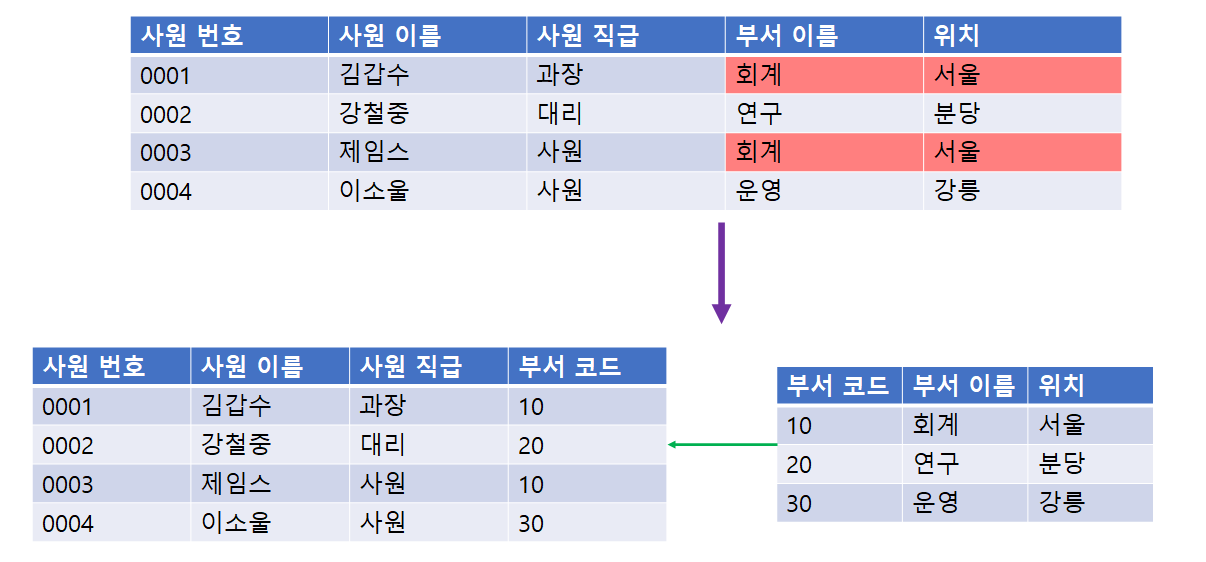 사원 번호 사원 이름 사원 직급 부서 이름 위치
0001 김갑수 과장 회계 서울
0002 강철중 대리 연구 분당
0003 제임스 사원 회계 서울
0004 이소울 사원 운영 강릉
사원 번호 사원 이름 사원 직급 부서 코드
0001 김갑수 과장 10
0002 강철중 대리 20
0003 제임스 사원 10
0004 이소울 사원 30
부서 코드 부서 이름 위치
10 회계 서울
20 연구 분당
30 운영 강릉